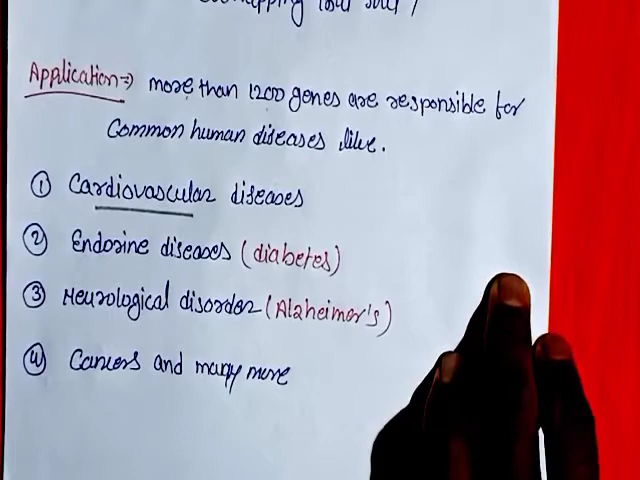 Application ⇒ more than 1200 genes are responsible for
Common human diseases like.
① Cardiovascular diseases
② Endorine diseases (diabetes)
③ Neurological disorder (Alzheimer's)
④ Cancers and many more